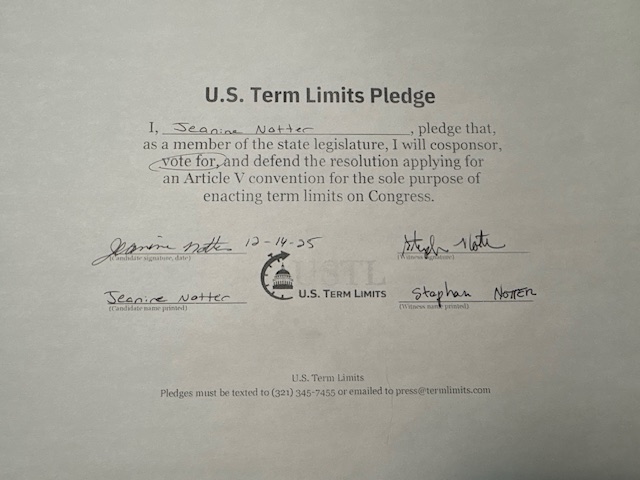 U.S. Term Limits Pledge
I, Jeanine Notter, pledge that,
as a member of the state legislature, I will cosponsor,
vote for, and defend the resolution applying for
an Article V convention for the sole purpose of
enacting term limits on Congress.
Jeanine Notter 12-14-25
(Candidate signature, date)
(Witness signature)
U.S. TERM LIMITS
Jeanine Notter
(Candidate name printed)
Stephan NOTTER
(Witness name printed)
U.S. Term Limits
Pledges must be texted to (321) 345-7455 or emailed to press@termlimits.com